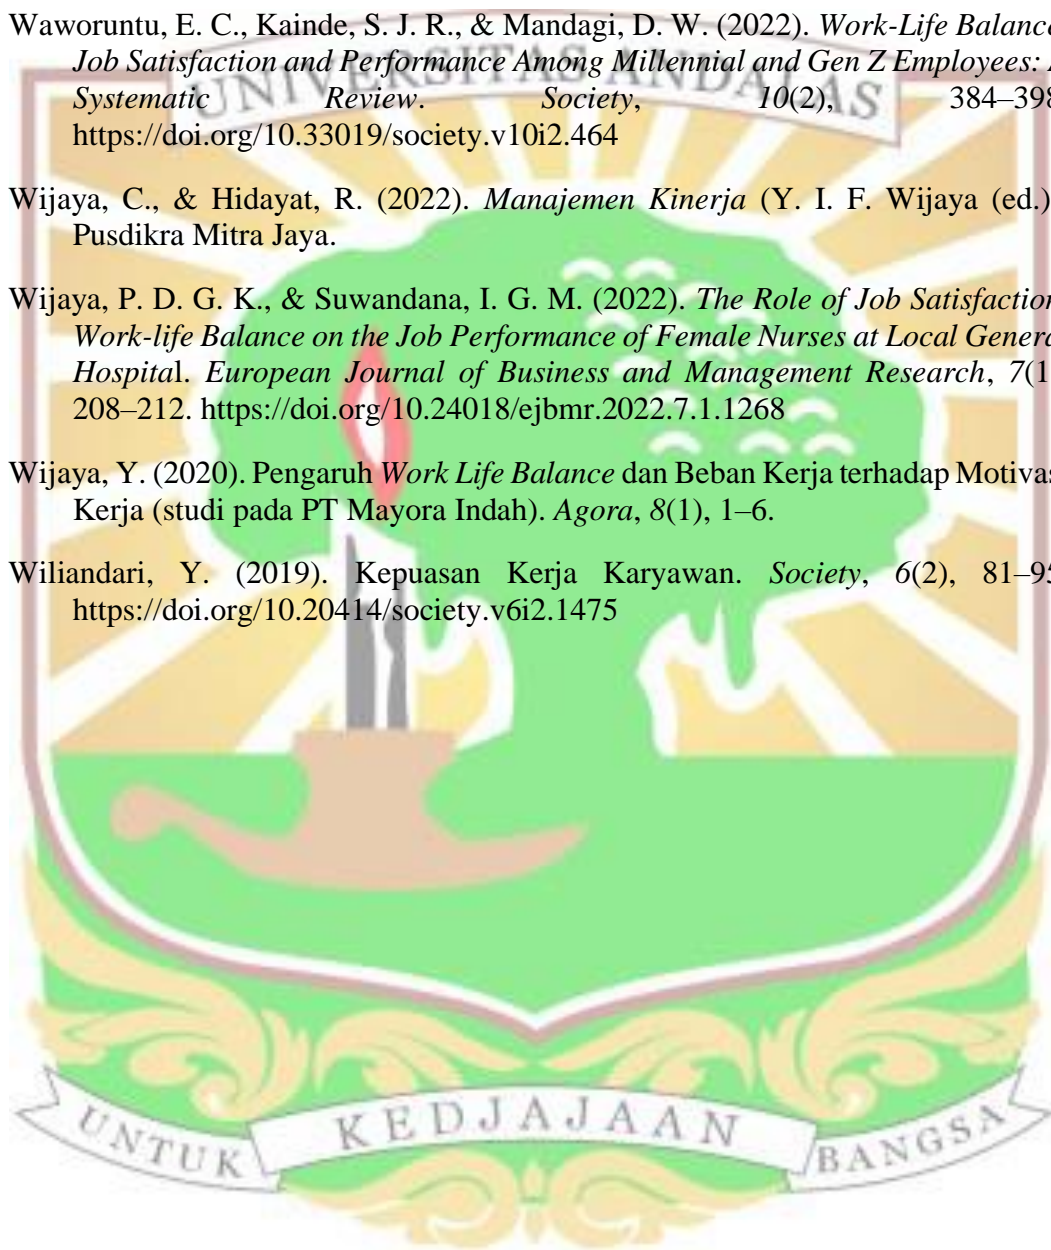 Waworuntu, E. C., Kainde, S. J. R., & Mandagi, D. W. (2022). Work-Life Balance
Job Satisfaction and Performance Among Millennial and Gen Z Employees: A
UNIVERSITAS ANDALAS
Systematic Review. Society, 10(2), 384–398
https://doi.org/10.33019/society.v10i2.464
Wijaya, C., & Hidayat, R. (2022). Manajemen Kinerja (Y. I. F. Wijaya (ed.)
Pusdikra Mitra Jaya.
Wijaya, P. D. G. K., & Suwandana, I. G. M. (2022). The Role of Job Satisfaction
Work-life Balance on the Job Performance of Female Nurses at Local Genera
Hospital. European Journal of Business and Management Research, 7(1
208–212. https://doi.org/10.24018/ejbmr.2022.7.1.1268
Wijaya, Y. (2020). Pengaruh Work Life Balance dan Beban Kerja terhadap Motivas
Kerja (studi pada PT Mayora Indah). Agora, 8(1), 1–6.
Wiliandari, Y. (2019). Kepuasan Kerja Karyawan. Society, 6(2), 81–95
https://doi.org/10.20414/society.v6i2.1475
UNTUK KEDJAJAAN BANGSA